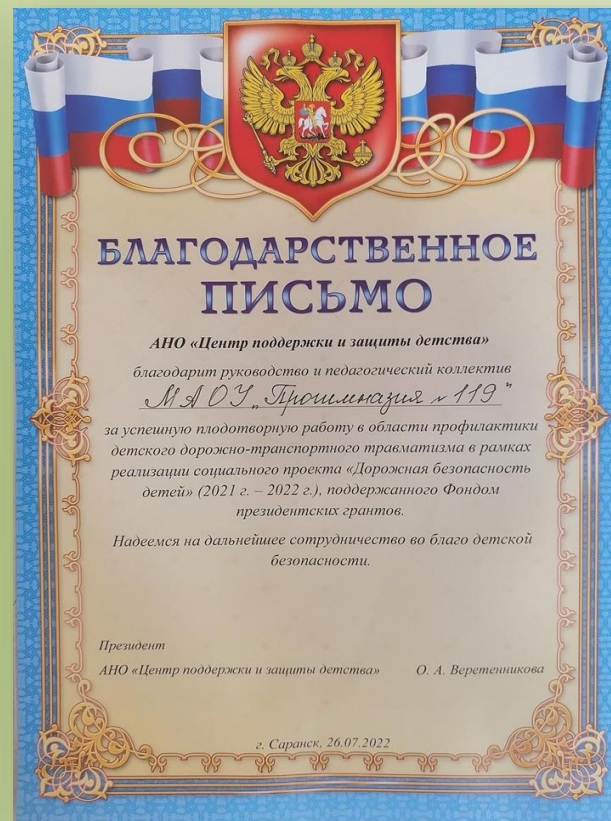 БЛАГОДАРСТВЕННОЕ
ПИСЬМО
АНО «Центр поддержки и защиты детства»
благодарит руководство и педагогический коллектив
МАОУ „Прогимназия № 119"
за успешную плодотворную работу в области профилактики
детского дорожно-транспортного травматизма в рамках
реализации социального проекта «Дорожная безопасность
детей» (2021 г. – 2022 г.), поддержанного Фондом
президентских грантов.
Надеемся на дальнейшее сотрудничество во благо детской
безопасности.
Президент
АНО «Центр поддержки и защиты детства» О. А. Веретенникова
г. Саранск, 26.07.2022